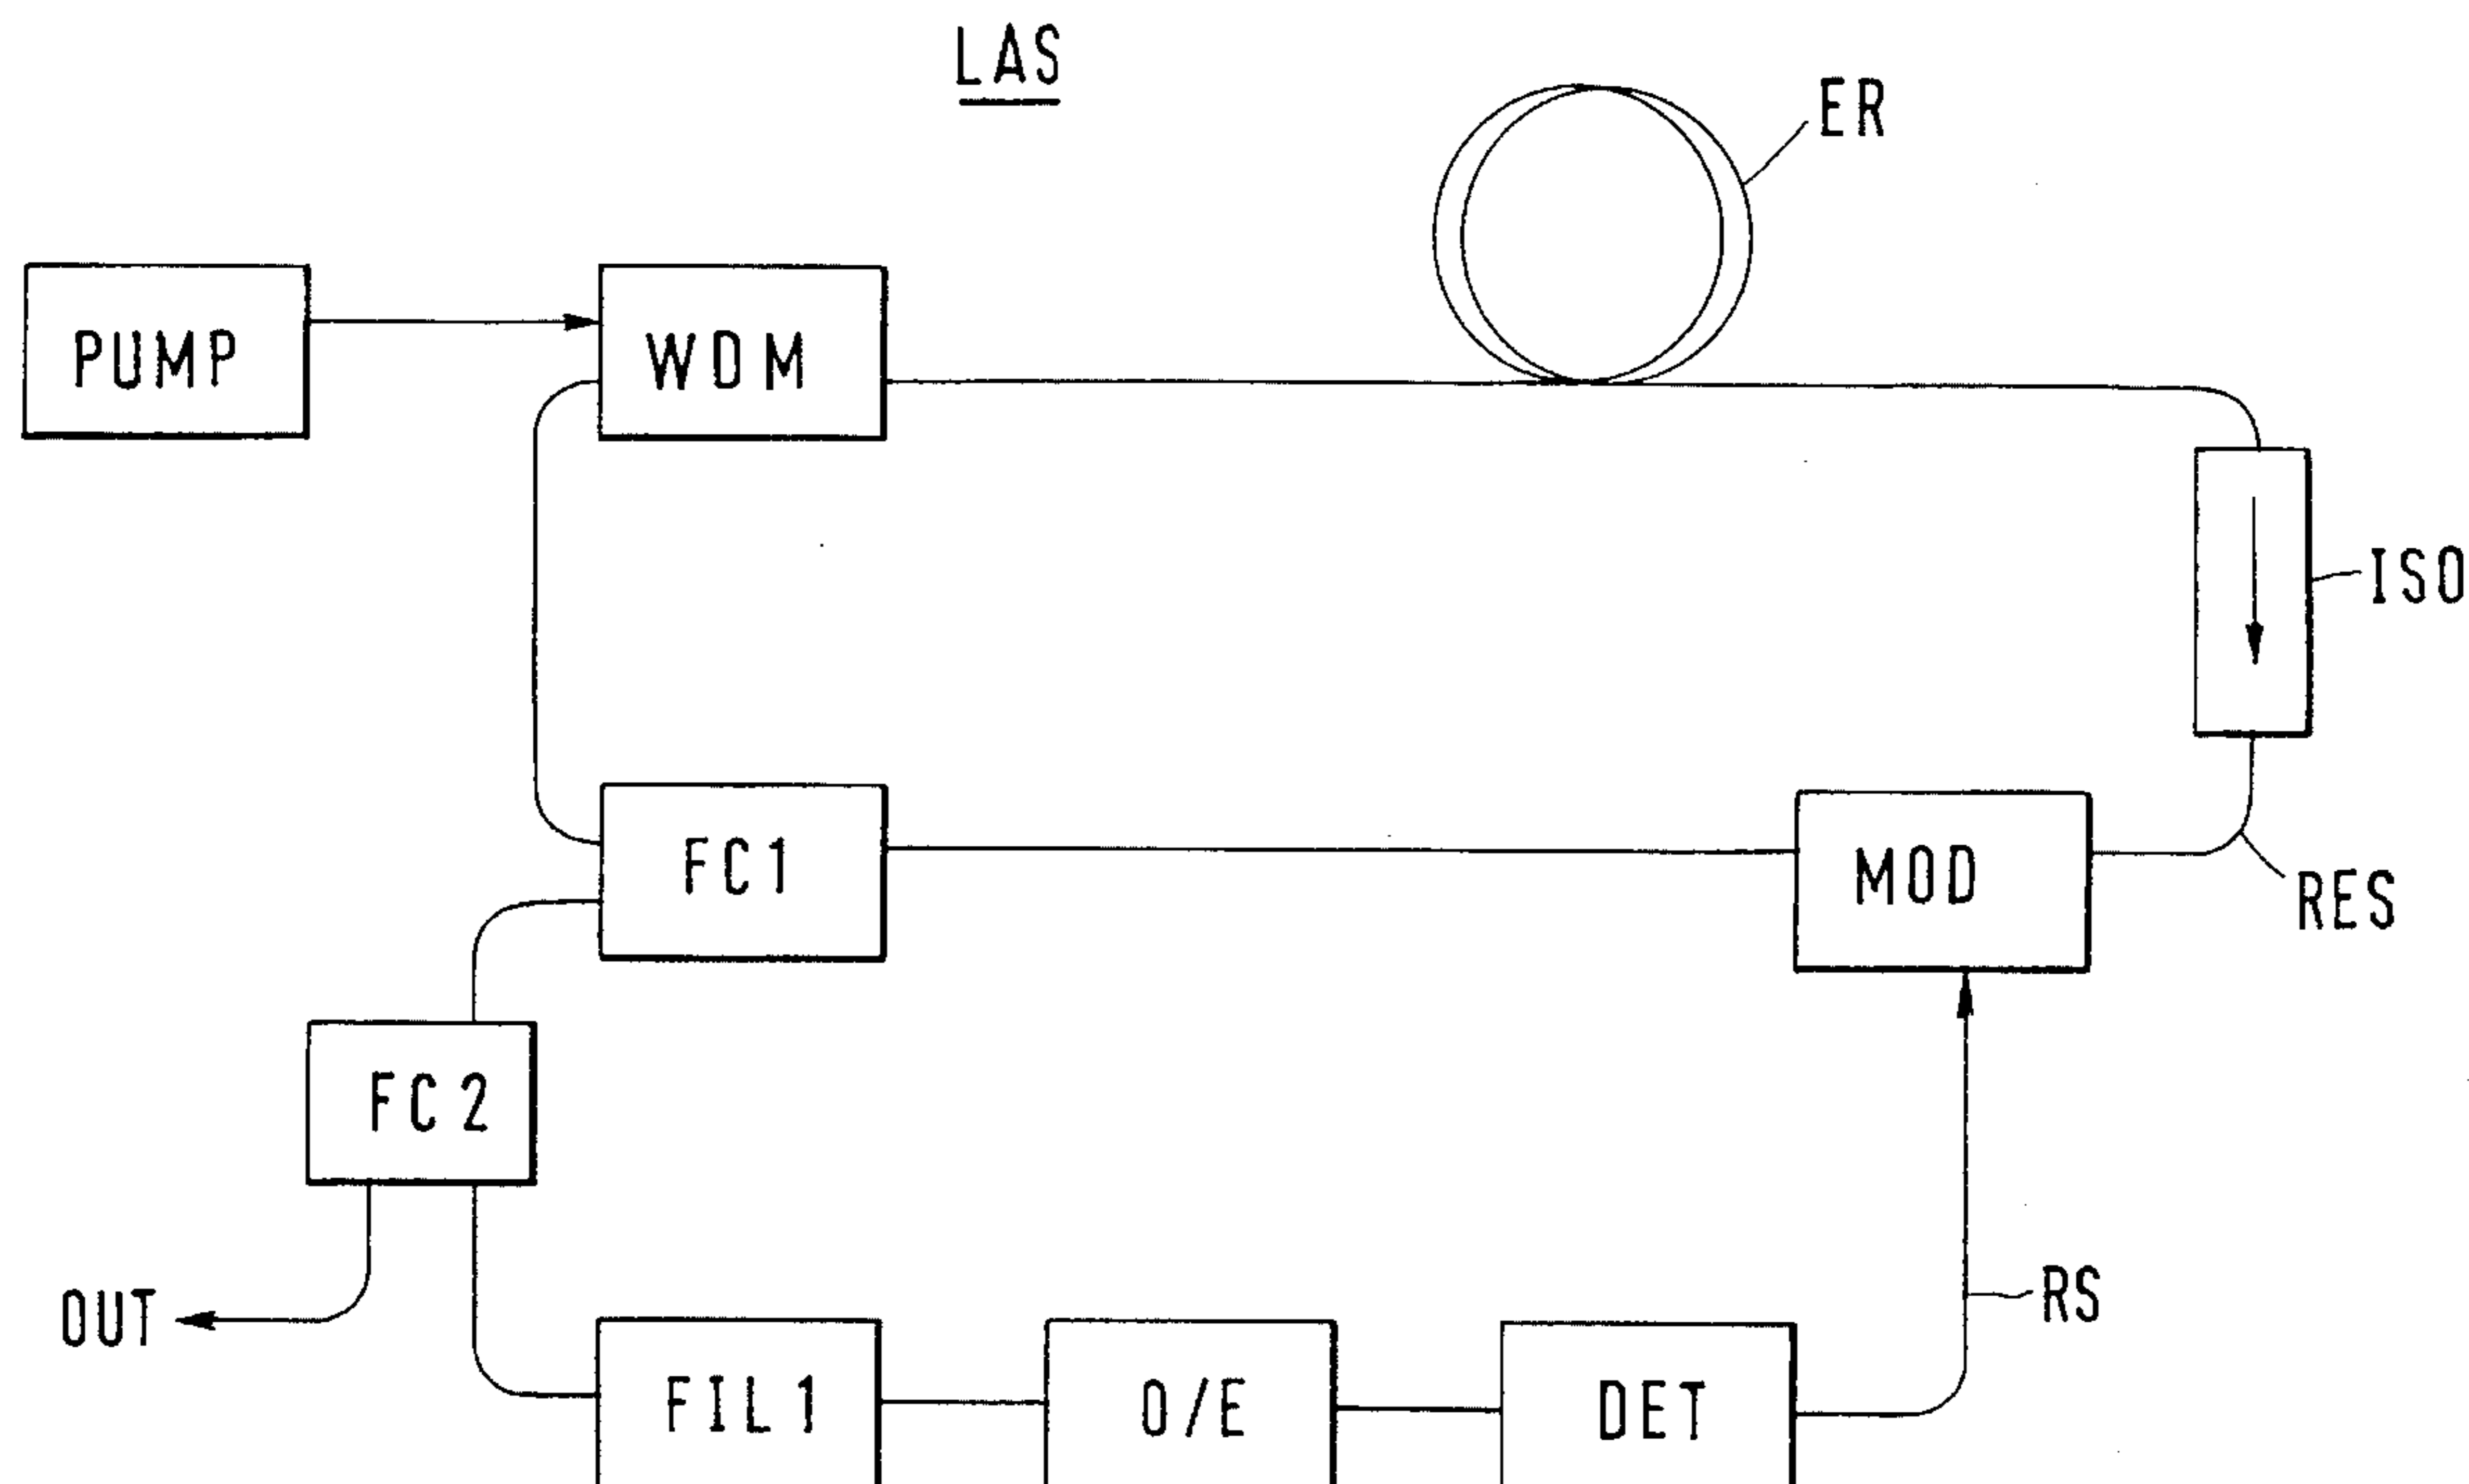 LAS
ER
PUMP
WDM
ISO
FC1
MOD
RES
FC2
OUT
RS
FIL1
O/E
DET